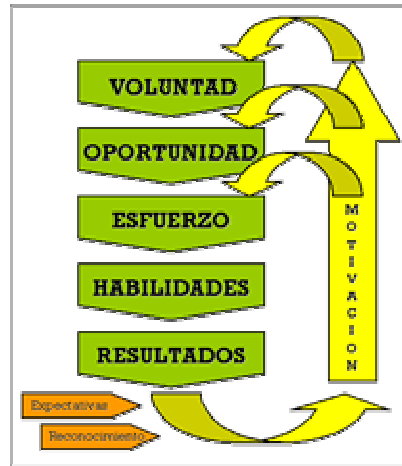 VOLUNTAD
OPORTUNIDAD
ESFUERZO
HABILIDADES
RESULTADOS
MOTIVACION
Expectativas
Reconocimiento